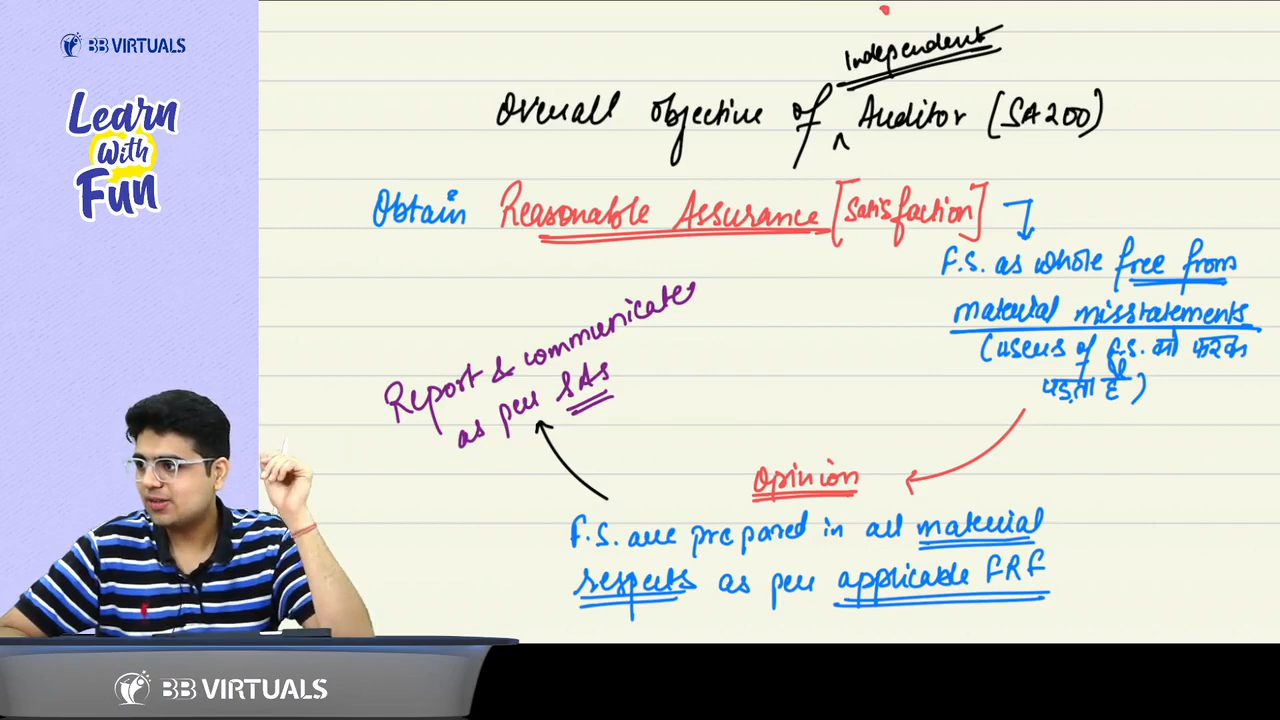 BB VIRTUALS
Learn
with
Fun
Independent
Overall objective of ^ Auditor [SA200)
Obtain Reasonable Assurance [Satisfaction]
F.S. as whole free from
material misstatements
(users of F.S. को फरक
पड़ता है)
Report & communicate
as per SAs
Opinion
F.S. are prepared in all material
respects as per applicable FRF
BB VIRTUALS